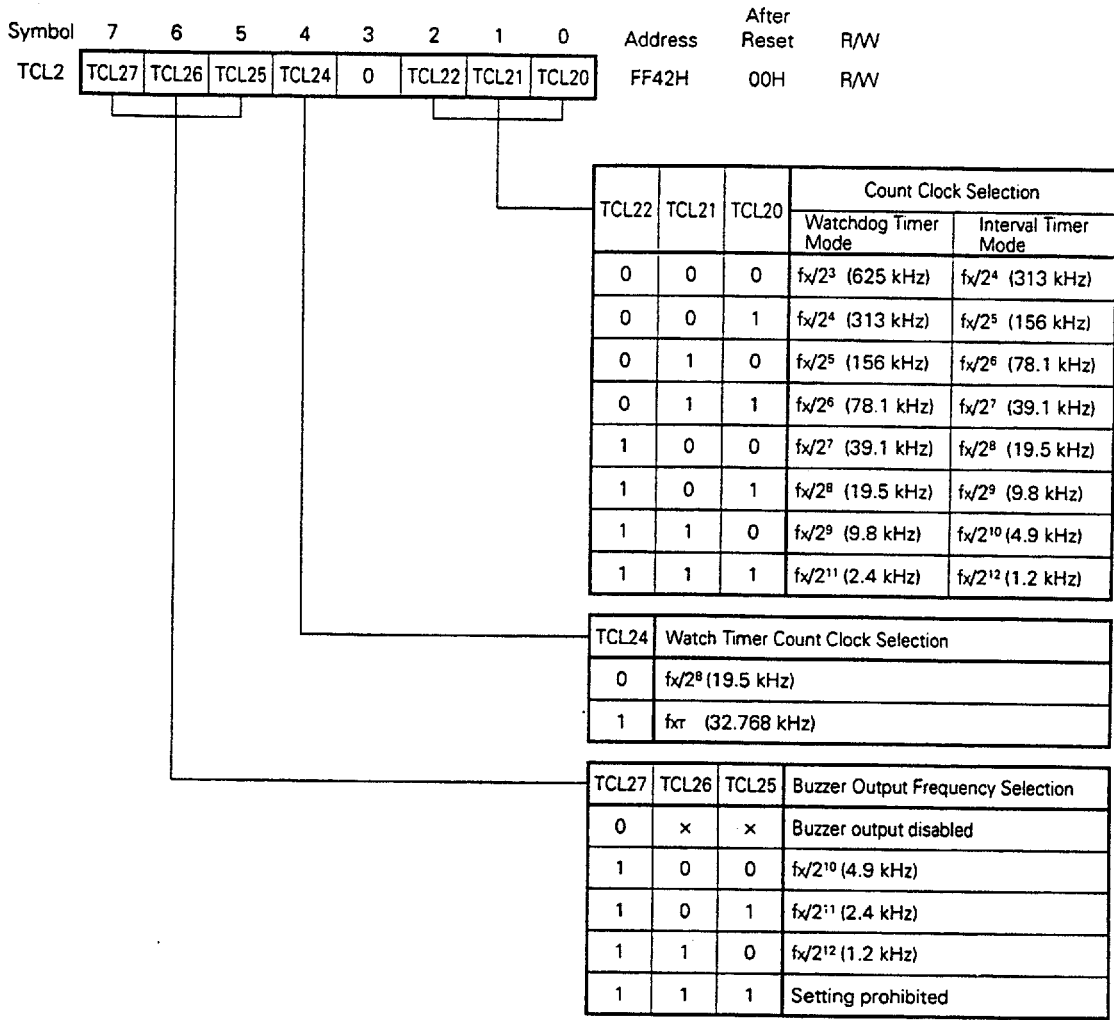 Symbol 7 6 5 4 3 2 1 0 Address After Reset R/W
TCL2 TCL27 TCL26 TCL25 TCL24 0 TCL22 TCL21 TCL20 FF42H 00H R/W
TCL22 TCL21 TCL20 Count Clock Selection
Watchdog Timer Mode Interval Timer Mode
0 0 0 fx/2³ (625 kHz) fx/2⁴ (313 kHz)
0 0 1 fx/2⁴ (313 kHz) fx/2⁵ (156 kHz)
0 1 0 fx/2⁵ (156 kHz) fx/2⁶ (78.1 kHz)
0 1 1 fx/2⁶ (78.1 kHz) fx/2⁷ (39.1 kHz)
1 0 0 fx/2⁷ (39.1 kHz) fx/2⁸ (19.5 kHz)
1 0 1 fx/2⁸ (19.5 kHz) fx/2⁹ (9.8 kHz)
1 1 0 fx/2⁹ (9.8 kHz) fx/2¹⁰ (4.9 kHz)
1 1 1 fx/2¹¹ (2.4 kHz) fx/2¹² (1.2 kHz)
TCL24 Watch Timer Count Clock Selection
0 fx/2⁸ (19.5 kHz)
1 fxT (32.768 kHz)
TCL27 TCL26 TCL25 Buzzer Output Frequency Selection
0 × × Buzzer output disabled
1 0 0 fx/2¹⁰ (4.9 kHz)
1 0 1 fx/2¹¹ (2.4 kHz)
1 1 0 fx/2¹² (1.2 kHz)
1 1 1 Setting prohibited